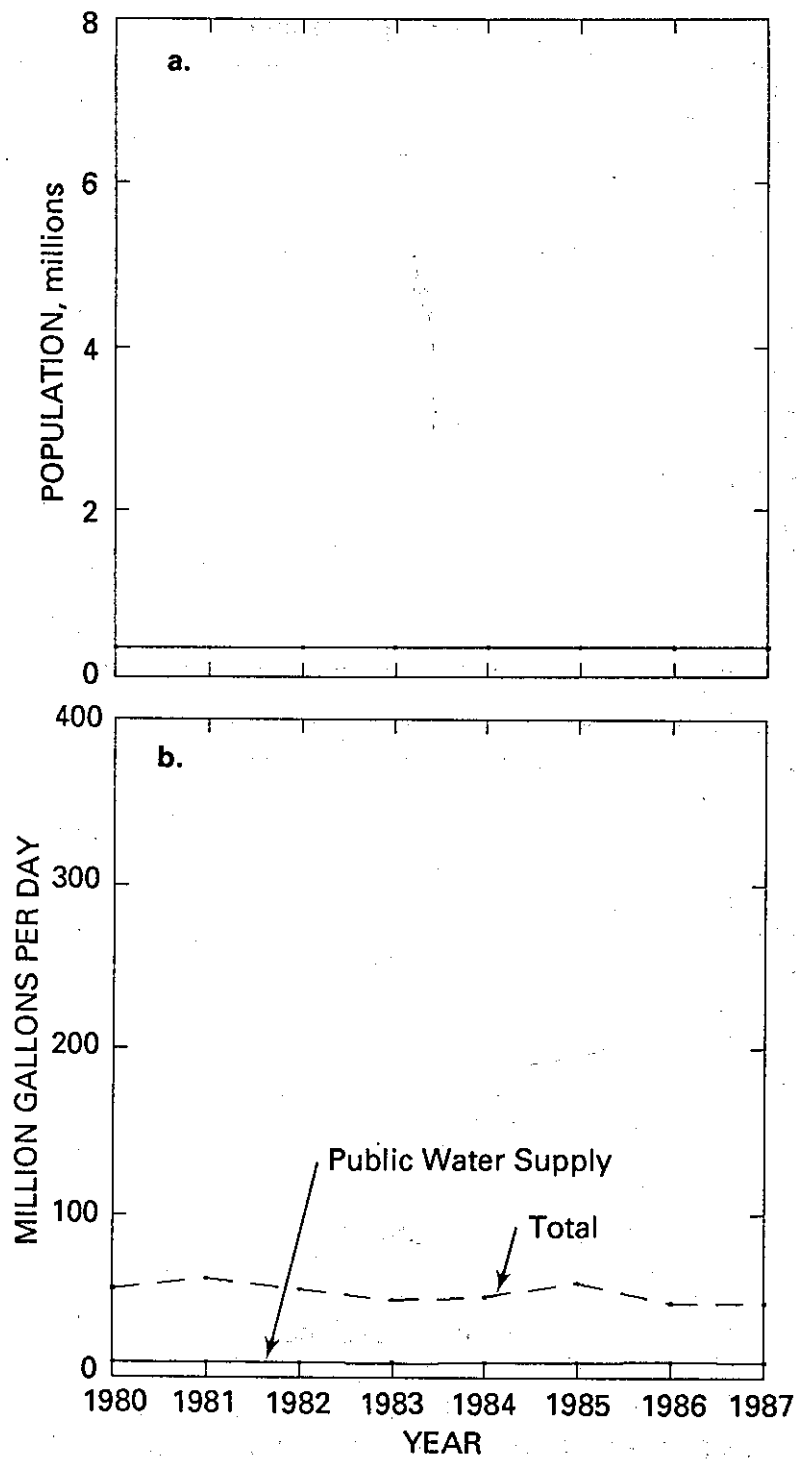 8
a.
6
POPULATION, millions
4
2
0
400
b.
300
MILLION GALLONS PER DAY
200
Public Water Supply
100
Total
0
1980 1981 1982 1983 1984 1985 1986 1987
YEAR